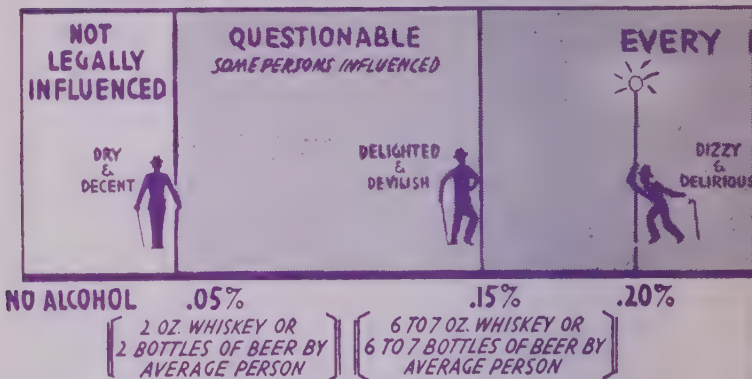 NOT
LEGALLY
INFLUENCED
QUESTIONABLE
SOME PERSONS INFLUENCED
EVERY
DRY
&
DECENT
DELIGHTED
&
DEVILISH
DIZZY
&
DELIRIOUS
NO ALCOHOL .05% .15% .20%
2 OZ. WHISKEY OR
2 BOTTLES OF BEER BY
AVERAGE PERSON
6 TO 7 OZ. WHISKEY OR
6 TO 7 BOTTLES OF BEER BY
AVERAGE PERSON